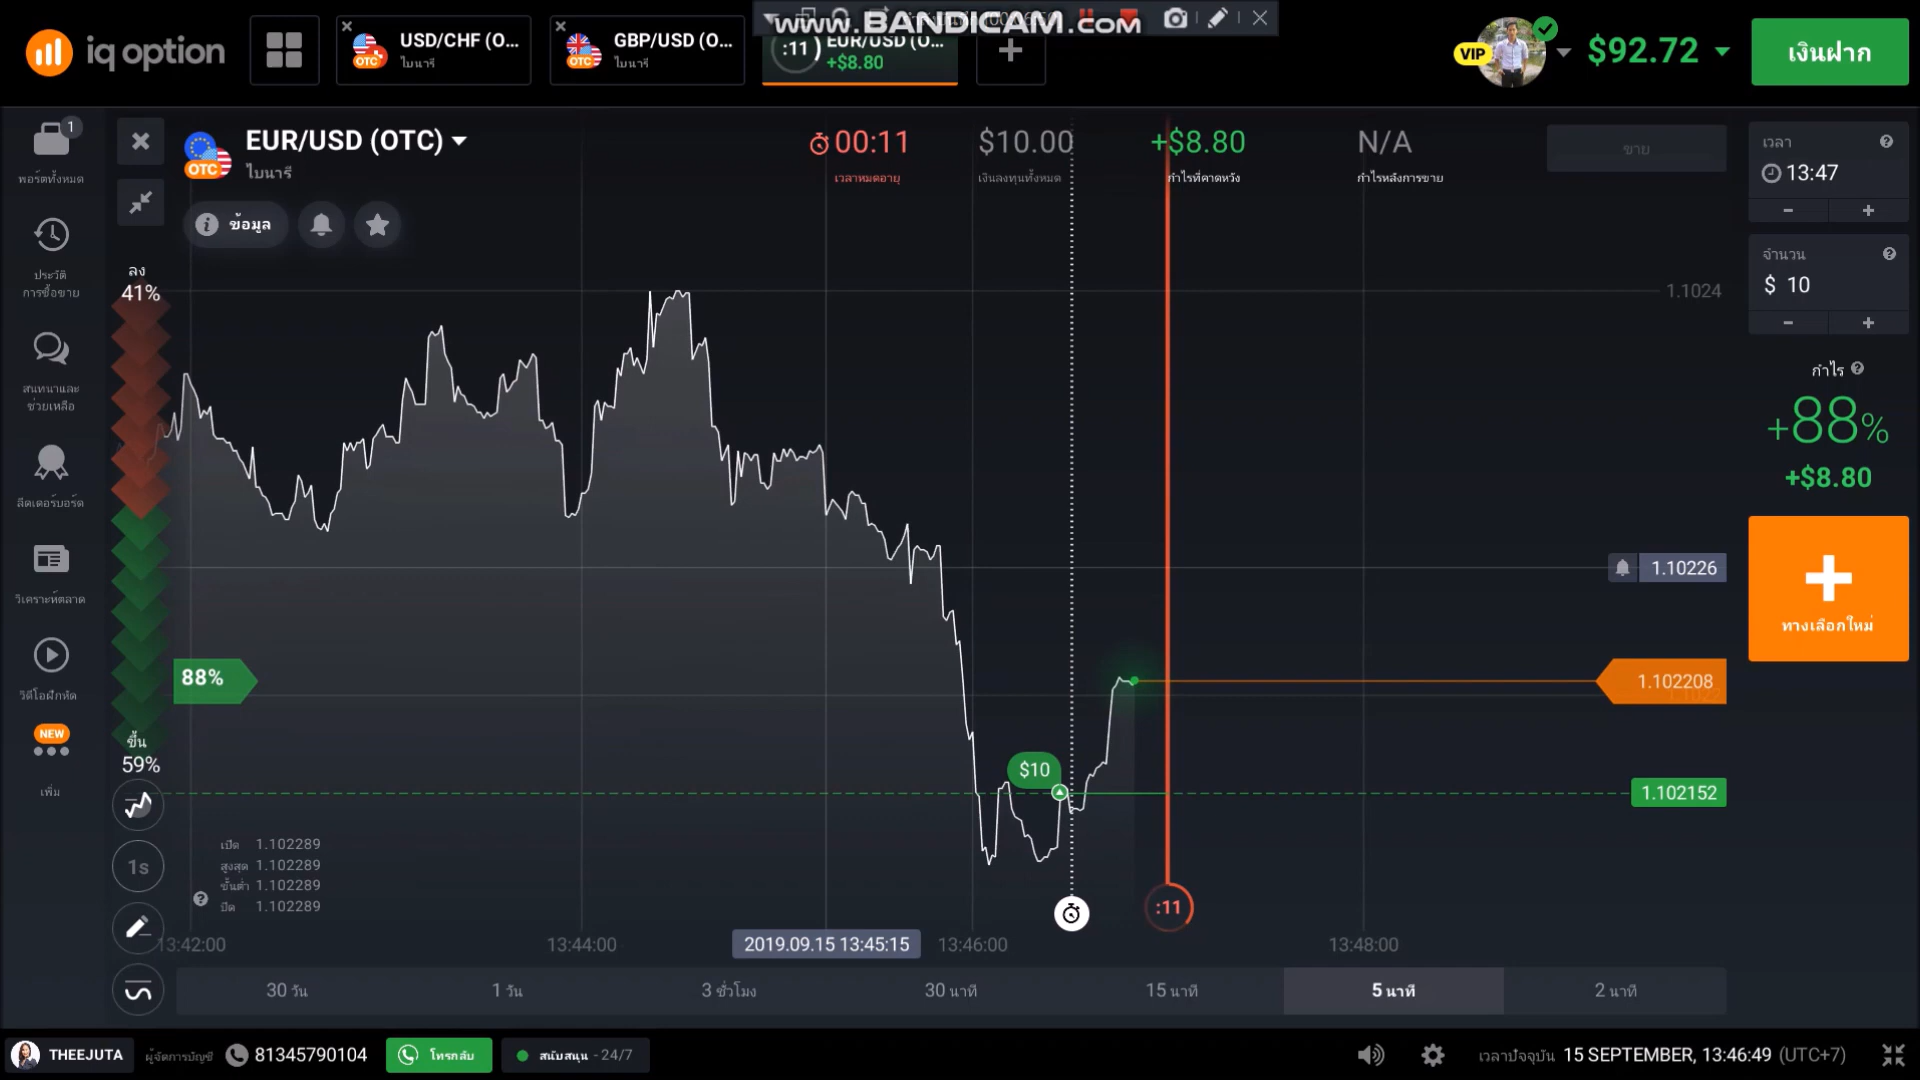 www.BANDICAM.com
iq option
USD/CHF (O...
ไบนารี
GBP/USD (O...
ไบนารี
:11
EUR/USD (O...
+$8.80
VIP
$92.72
เงินฝาก
1
พอร์ตทั้งหมด
ประวัติ
การซื้อขาย
สนทนาและ
ช่วยเหลือ
ลีดเดอร์บอร์ด
วิเคราะห์ตลาด
วิดีโอฝึกหัด
NEW
เพิ่ม
EUR/USD (OTC)
ไบนารี
OTC
ข้อมูล
00:11
เวลาหมดอายุ
$10.00
เงินลงทุนทั้งหมด
+$8.80
กำไรที่คาดหวัง
N/A
กำไรหลังการขาย
ขาย
เวลา
13:47
จำนวน
$ 10
กำไร
+88%
+$8.80
ทางเลือกใหม่
ลง
41%
88%
ขึ้น
59%
1s
1.1024
1.10226
1.102208
1.102152
$10
:11
เปิด 1.102289
สูงสุด 1.102289
ขั้นต่ำ 1.102289
ปิด 1.102289
13:42:00
13:44:00
2019.09.15 13:45:15
13:46:00
13:48:00
30 วัน
1 วัน
3 ชั่วโมง
30 นาที
15 นาที
5 นาที
2 นาที
THEEJUTA
ผู้จัดการบัญชี
81345790104
โทรกลับ
สนับสนุน - 24/7
เวลาปัจจุบัน 15 SEPTEMBER, 13:46:49 (UTC+7)